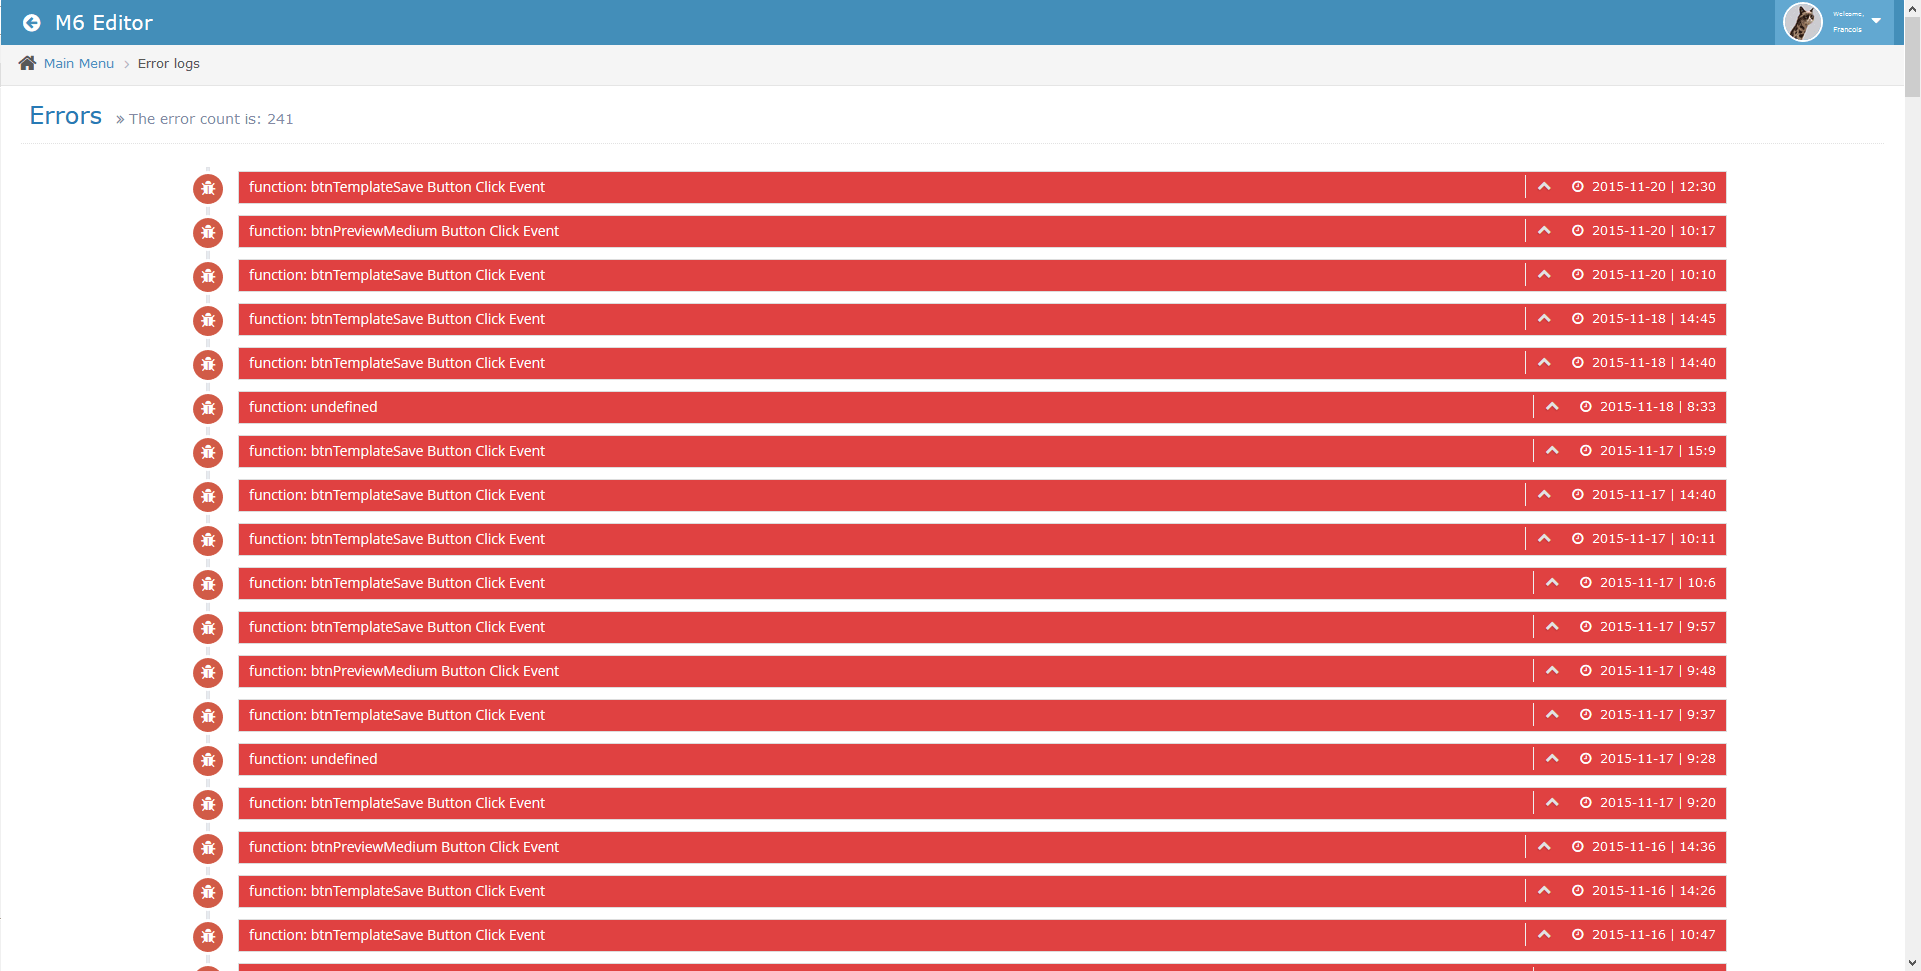 M6 Editor
Welcome,
Francois
Main Menu > Error logs
Errors » The error count is: 241
function: btnTemplateSave Button Click Event 2015-11-20 | 12:30
function: btnPreviewMedium Button Click Event 2015-11-20 | 10:17
function: btnTemplateSave Button Click Event 2015-11-20 | 10:10
function: btnTemplateSave Button Click Event 2015-11-18 | 14:45
function: btnTemplateSave Button Click Event 2015-11-18 | 14:40
function: undefined 2015-11-18 | 8:33
function: btnTemplateSave Button Click Event 2015-11-17 | 15:9
function: btnTemplateSave Button Click Event 2015-11-17 | 14:40
function: btnTemplateSave Button Click Event 2015-11-17 | 10:11
function: btnTemplateSave Button Click Event 2015-11-17 | 10:6
function: btnTemplateSave Button Click Event 2015-11-17 | 9:57
function: btnPreviewMedium Button Click Event 2015-11-17 | 9:48
function: btnTemplateSave Button Click Event 2015-11-17 | 9:37
function: undefined 2015-11-17 | 9:28
function: btnTemplateSave Button Click Event 2015-11-17 | 9:20
function: btnPreviewMedium Button Click Event 2015-11-16 | 14:36
function: btnTemplateSave Button Click Event 2015-11-16 | 14:26
function: btnTemplateSave Button Click Event 2015-11-16 | 10:47